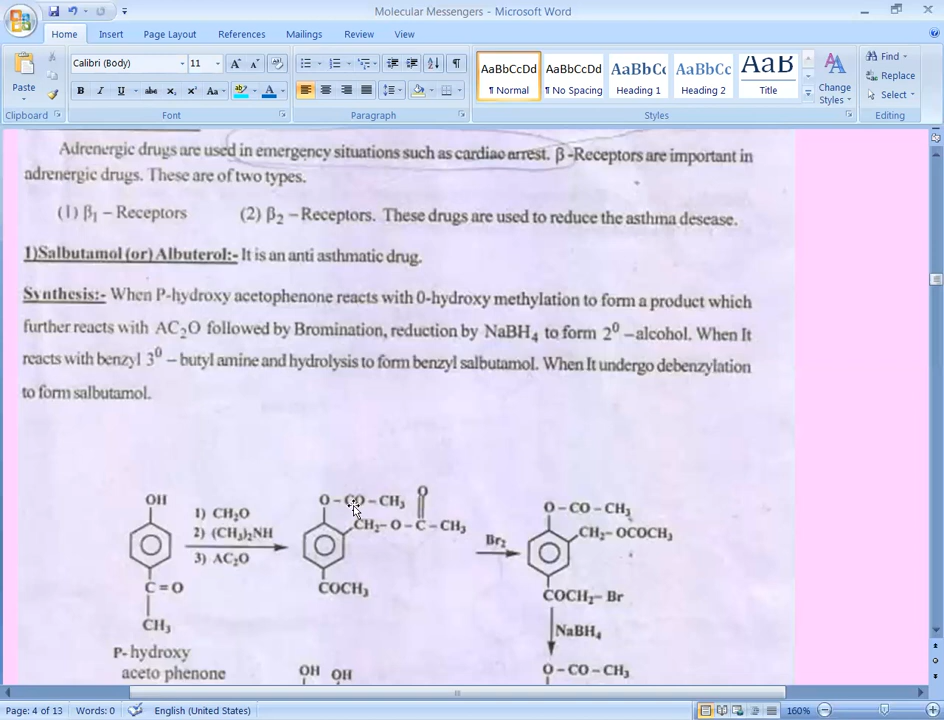 Molecular Messengers - Microsoft Word
Home Insert Page Layout References Mailings Review View
Paste
Clipboard
Calibri (Body) 11
B I U abc x₂ x² Aa
Font
Paragraph
AaBbCcDd AaBbCcDd AaBbCc AaBbCc AaB
¶ Normal ¶ No Spacing Heading 1 Heading 2 Title
Change Styles
Styles
Find
Replace
Select
Editing
Adrenergic drugs are used in emergency situations such as cardiac arrest. β -Receptors are important in
adrenergic drugs. These are of two types.
(1) β₁ – Receptors (2) β₂ – Receptors. These drugs are used to reduce the asthma desease.
1)Salbutamol (or) Albuterol:- It is an anti asthmatic drug.
Synthesis:- When P-hydroxy acetophenone reacts with 0-hydroxy methylation to form a product which
further reacts with AC₂O followed by Bromination, reduction by NaBH₄ to form 2⁰ –alcohol. When It
reacts with benzyl 3⁰ – butyl amine and hydrolysis to form benzyl salbutamol. When It undergo debenzylation
to form salbutamol.
OH
C=O
CH₃
P- hydroxy
aceto phenone
1) CH₂O
2) (CH₃)₂NH
3) AC₂O
O – CO – CH₃
O
CH₂– O – C – CH₃
COCH₃
Br₂
O – CO – CH₃
CH₂– OCOCH₃
COCH₂– Br
NaBH₄
OH OH
O – CO – CH₃
Page: 4 of 13 Words: 0 English (United States) 160%